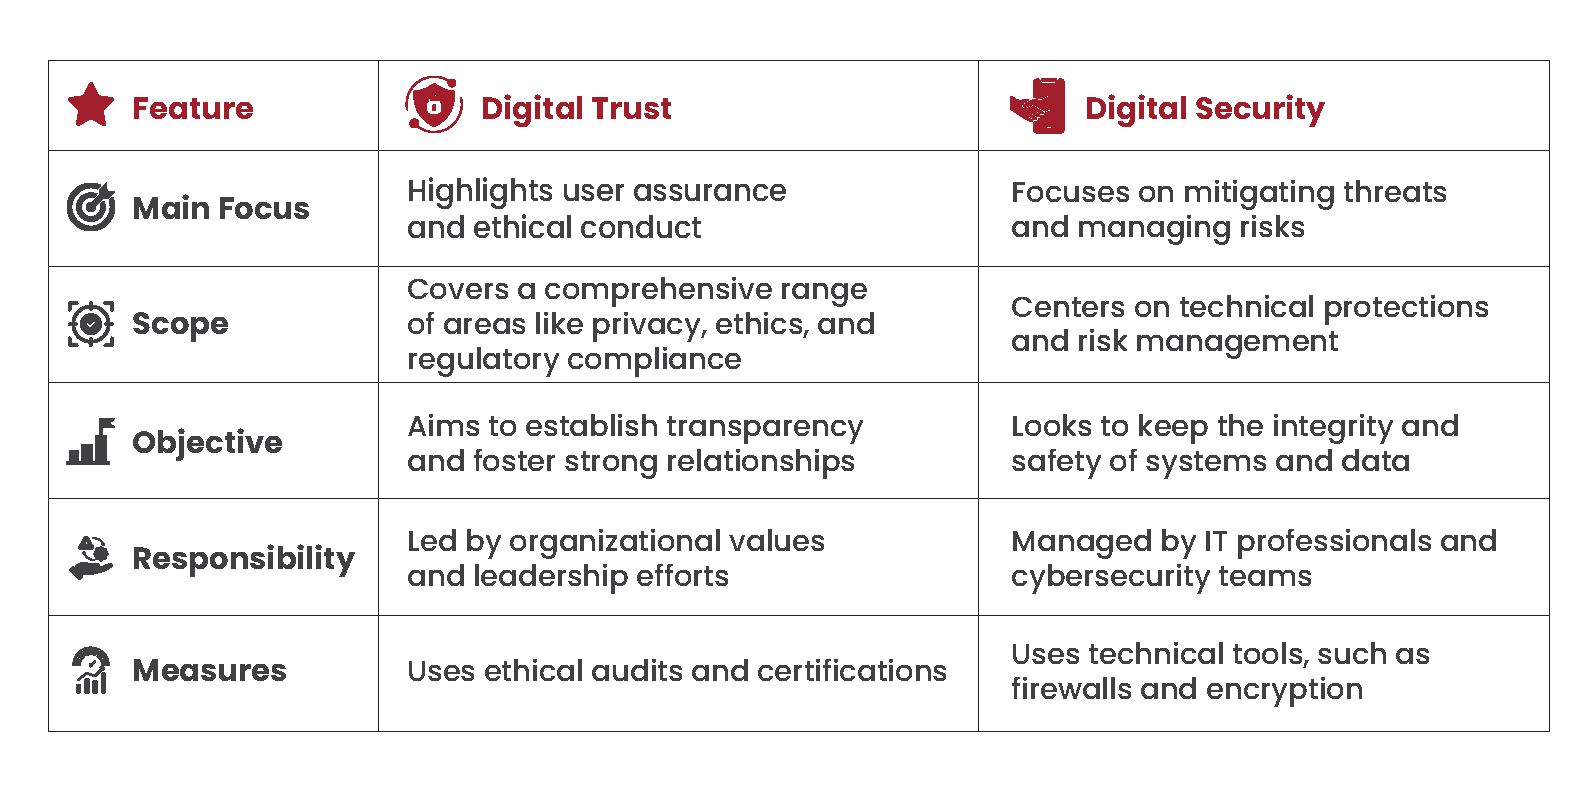 Feature
Digital Trust
Digital Security
Main Focus
Highlights user assurance
and ethical conduct
Focuses on mitigating threats
and managing risks
Scope
Covers a comprehensive range
of areas like privacy, ethics, and
regulatory compliance
Centers on technical protections
and risk management
Objective
Aims to establish transparency
and foster strong relationships
Looks to keep the integrity and
safety of systems and data
Responsibility
Led by organizational values
and leadership efforts
Managed by IT professionals and
cybersecurity teams
Measures
Uses ethical audits and certifications
Uses technical tools, such as
firewalls and encryption